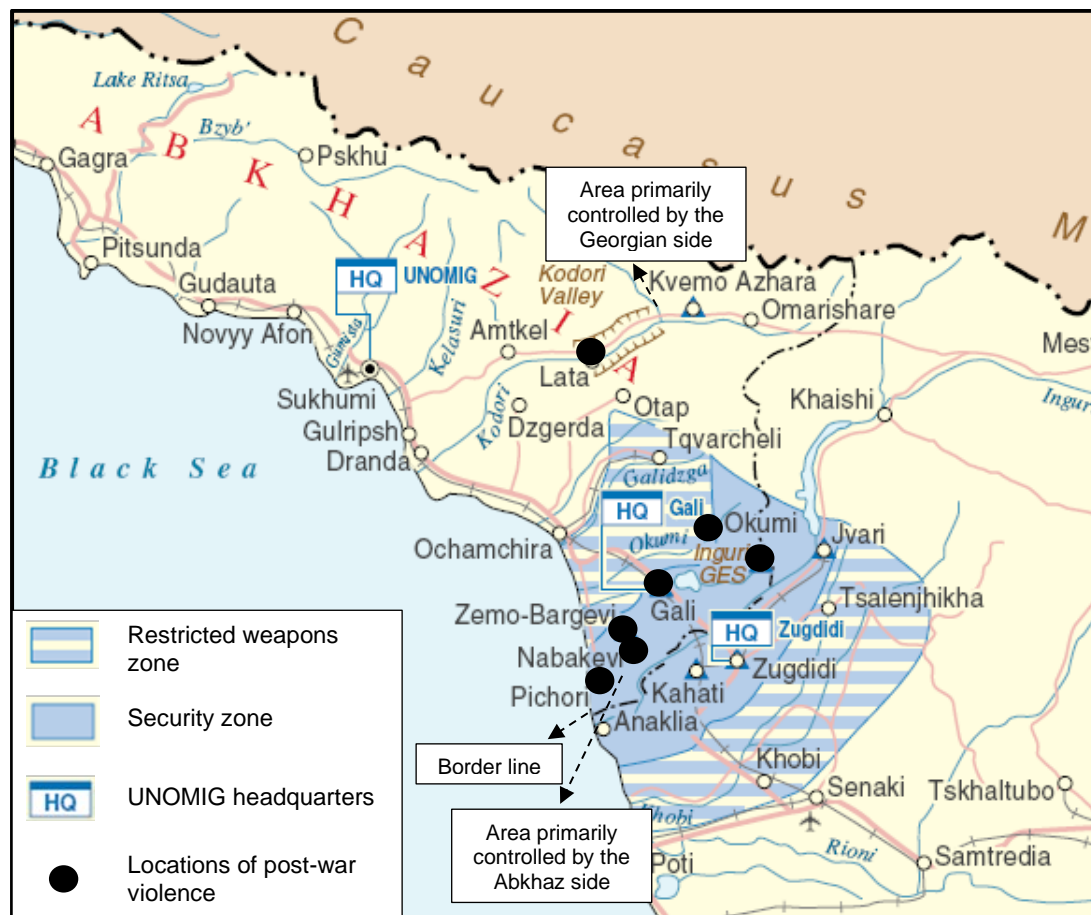 C a u c a s u s M
Lake Ritsa
A B K H A Z I A
Bzyb'
Pskhu
Gagra
Area primarily
controlled by the
Georgian side
Pitsunda
HQ UNOMIG
Kodori
Valley
Kvemo Azhara
Gudauta
Omarishare
Novyy Afon
Gumista
Kelasuri
Amtkel
Mes
Lata
Sukhumi
Kodori
Otap
Khaishi
Ingur
Dzgerda
Gulripsh
Tqvarcheli
Dranda
Black Sea
Galidzga
HQ Gali
Okumi
Ochamchira
Okumi
Inguri
GES
Jvari
Gali
Tsalenjhikha
Zemo-Bargevi
HQ Zugdidi
Nabakevi
Zugdidi
Kahati
Pichori
Anaklia
Border line
Khobi
Senaki
Tskhaltubo
Khobi
Area primarily
controlled by the
Abkhaz side
Rioni
Poti
Samtredia
Restricted weapons
zone
Security zone
HQ UNOMIG headquarters
Locations of post-war
violence